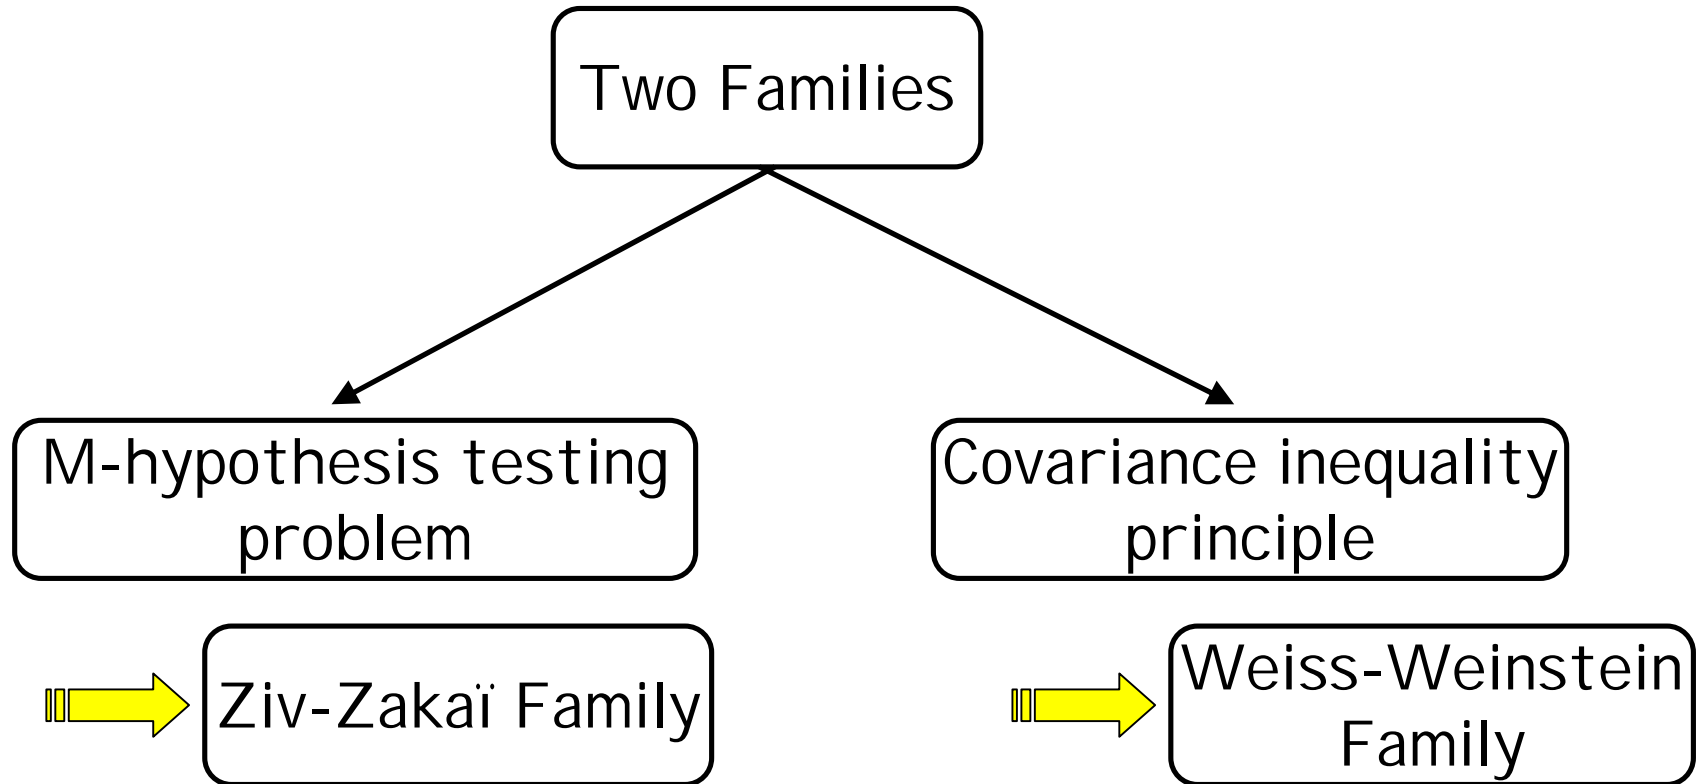 Two Families
M-hypothesis testing
problem
Covariance inequality
principle
Ziv-Zakaï Family
Weiss-Weinstein
Family